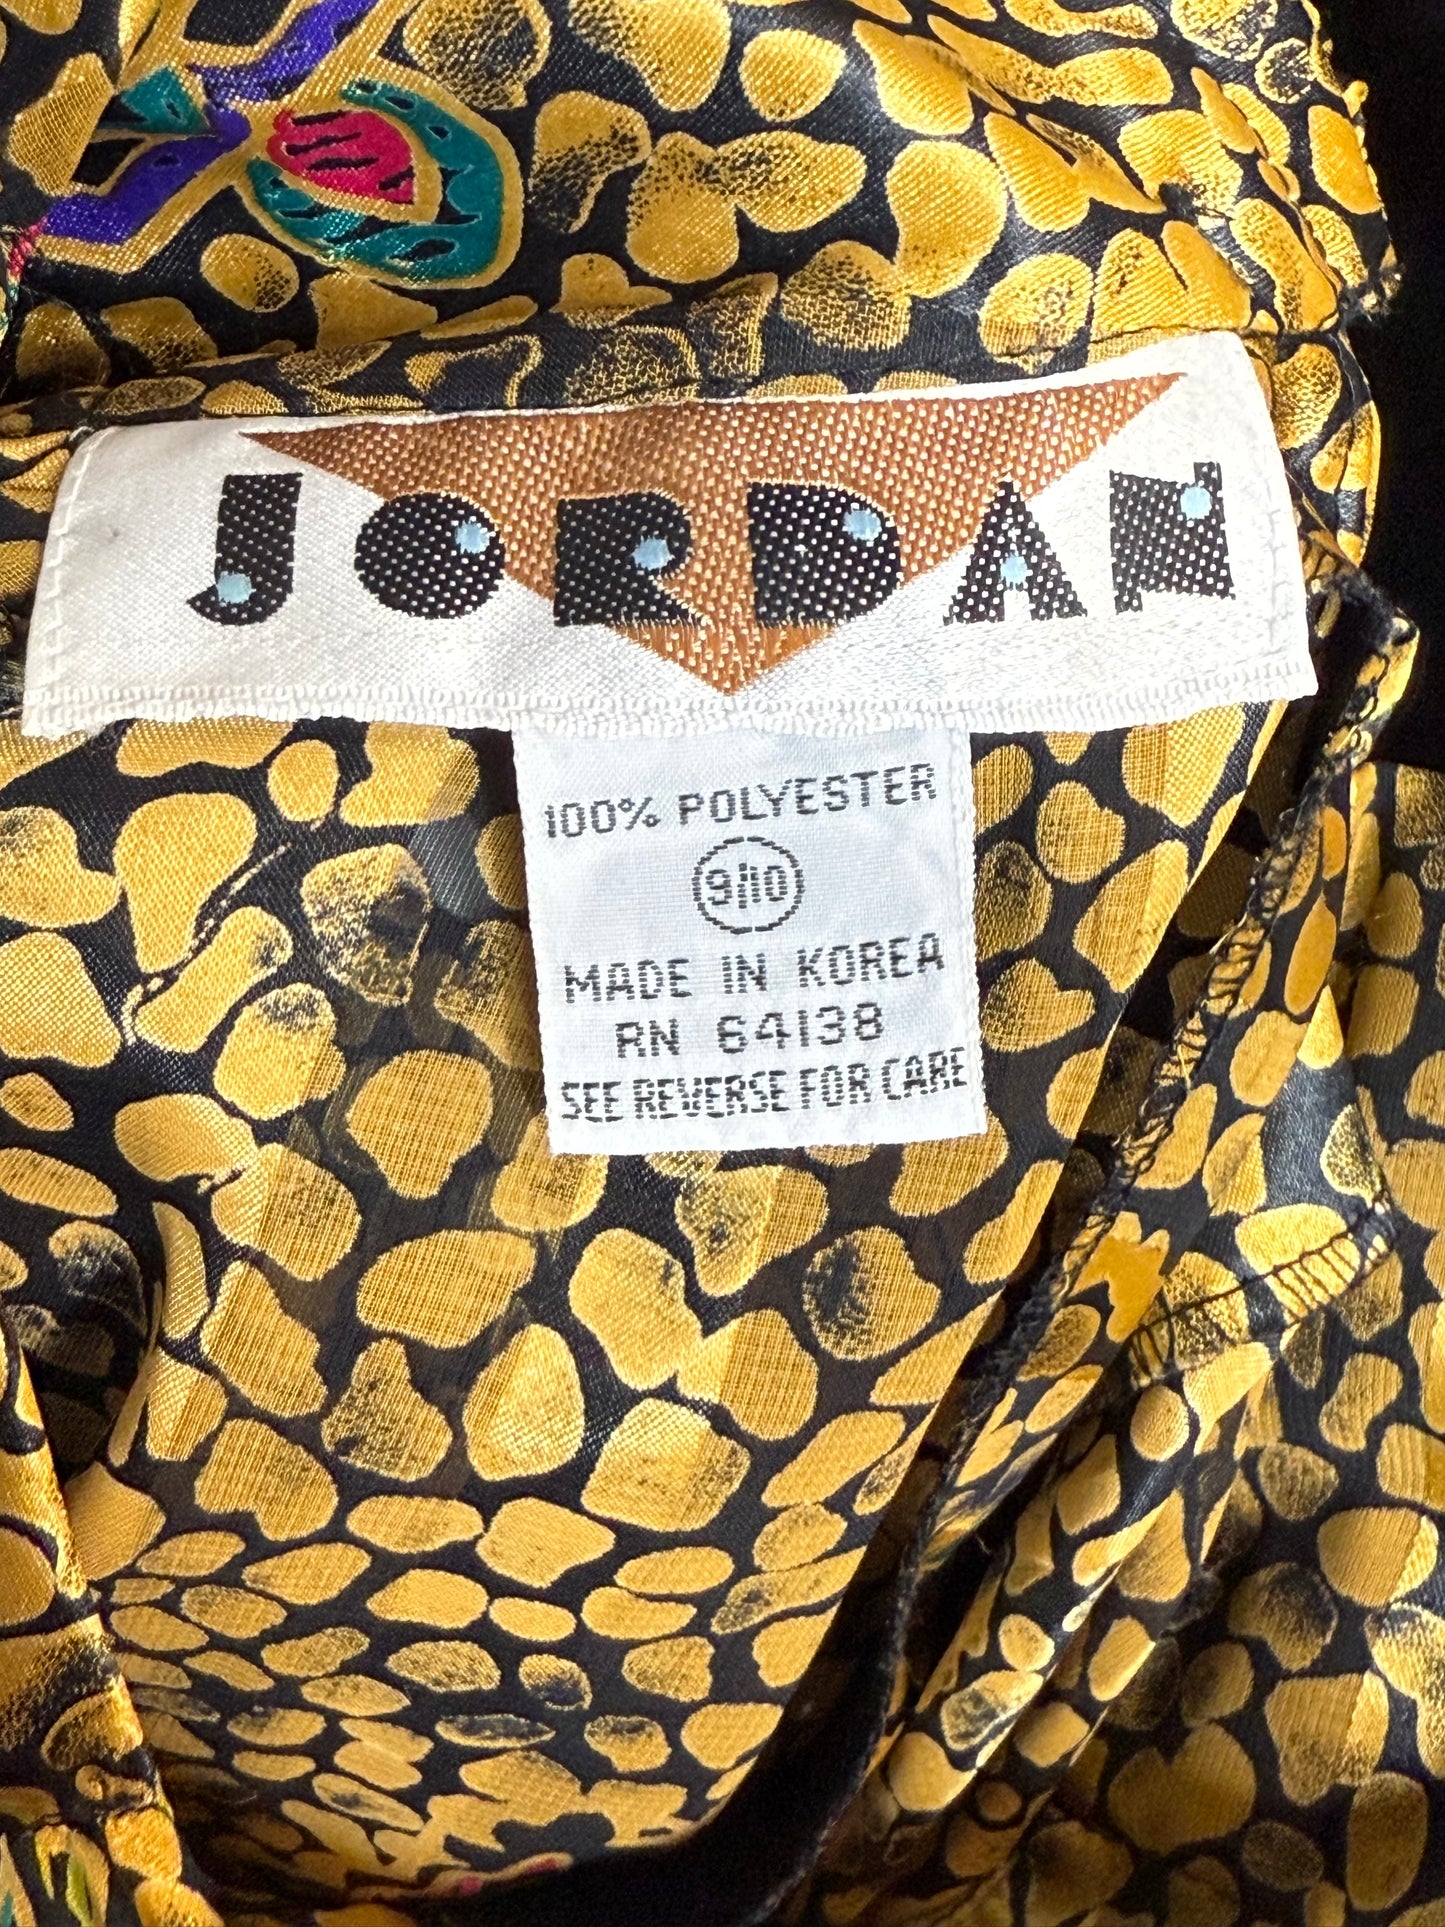 JORDAN
100% POLYESTER
9/10
MADE IN KOREA
RN 64138
SEE REVERSE FOR CARE